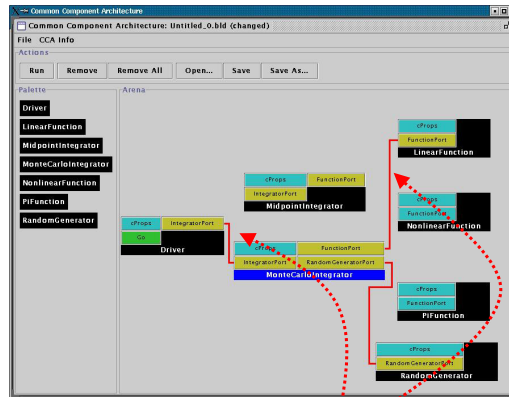 Common Component Architecture
Common Component Architecture: Untitled_0.bld (changed)
File CCA Info
Actions
Run Remove Remove All Open... Save Save As...
Palette Arena
Driver
LinearFunction
MidpointIntegrator
MonteCarloIntegrator
NonlinearFunction
PiFunction
RandomGenerator
cProps
FunctionPort
LinearFunction
cProps FunctionPort
IntegratorPort
MidpointIntegrator
cProps
FunctionPort
NonlinearFunction
cProps IntegratorPort
Go
Driver
cProps FunctionPort
IntegratorPort RandomGeneratorPort
MonteCarloIntegrator
cProps
FunctionPort
PiFunction
cProps
RandomGeneratorPort
RandomGenerator